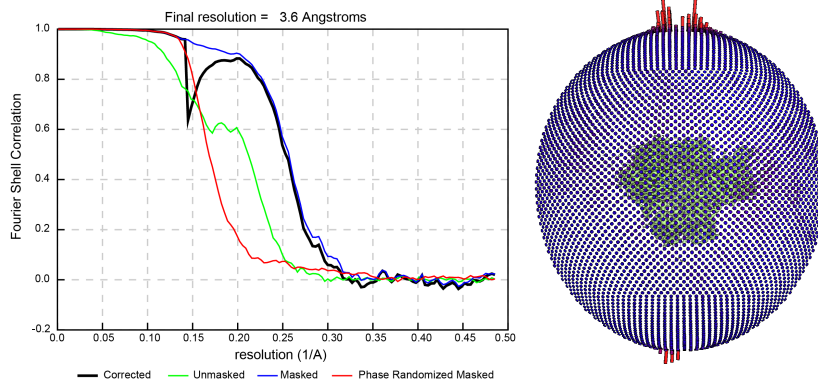 Final resolution = 3.6 Angstroms
Fourier Shell Correlation
1.0
0.8
0.6
0.4
0.2
0.0
-0.2
0.0 0.05 0.10 0.15 0.20 0.25 0.30 0.35 0.40 0.45 0.50
resolution (1/A)
Corrected Unmasked Masked Phase Randomized Masked